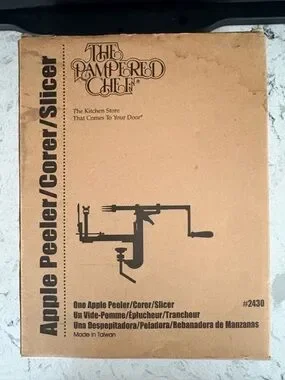 THE
PAMPERED
CHEF®
The Kitchen Store
That Comes To Your Door®
Apple Peeler/Corer/Slicer
One Apple Peeler/Corer/Slicer #2430
Un Vide-Pomme/Éplucheur/Trancheur
Una Despepitadora/Peladora/Rebanadora de Manzanas
Made in Taiwan